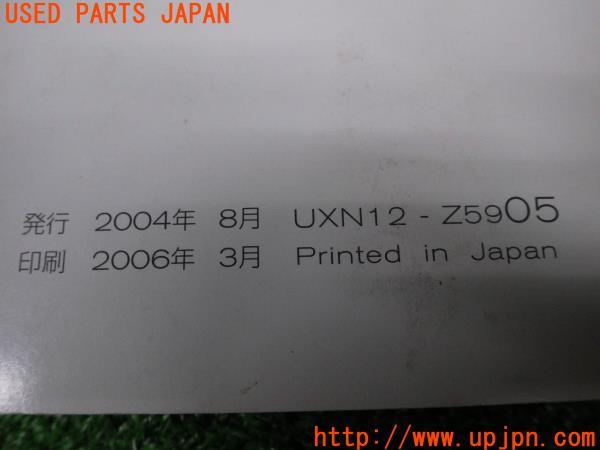 USED PARTS JAPAN
発行 2004年 8月 UXN12 - Z5905
印刷 2006年 3月 Printed in Japan
http://www.upjpn.com